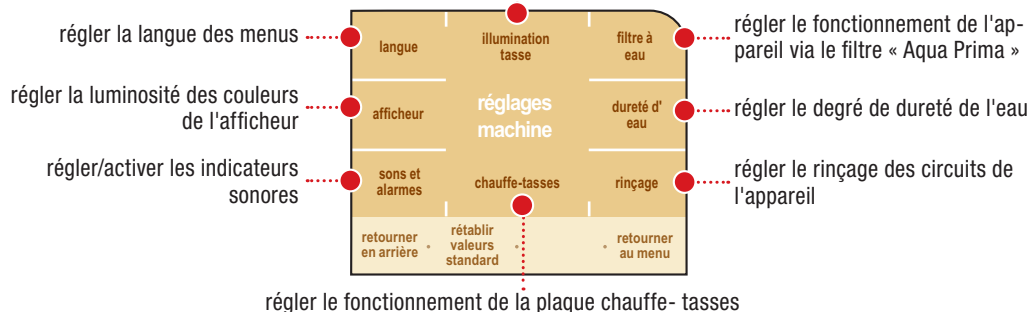 régler la langue des menus
régler la luminosité des couleurs
de l'afficheur
régler/activer les indicateurs
sonores
langue
illumination
tasse
filtre à
eau
afficheur
réglages
machine
dureté d'
eau
sons et
alarmes
chauffe-tasses
rinçage
retourner
en arrière
rétablir
valeurs
standard
retourner
au menu
régler le fonctionnement de l'ap-
pareil via le filtre « Aqua Prima »
régler le degré de dureté de l'eau
régler le rinçage des circuits de
l'appareil
régler le fonctionnement de la plaque chauffe- tasses